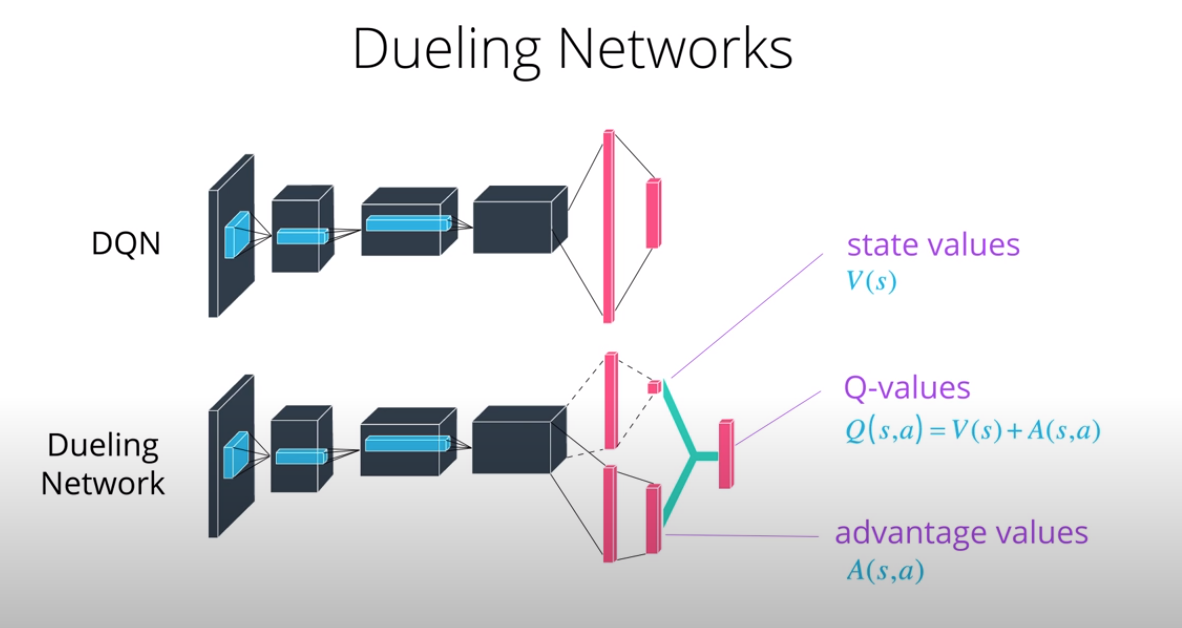 Dueling Networks
DQN
state values
V(s)
Q-values
Q(s,a)=V(s)+A(s,a)
Dueling
Network
advantage values
A(s,a)